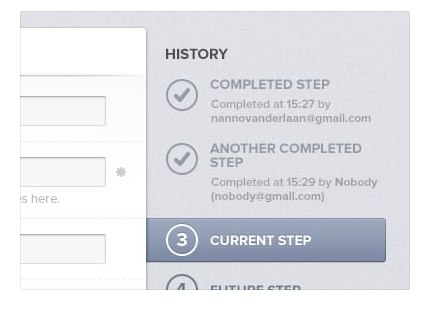 HISTORY
COMPLETED STEP
Completed at 15:27 by
nannovanderlaan@gmail.com
ANOTHER COMPLETED
STEP
Completed at 15:29 by Nobody
(nobody@gmail.com)
s here.
3 CURRENT STEP
4 FUTURE STEP